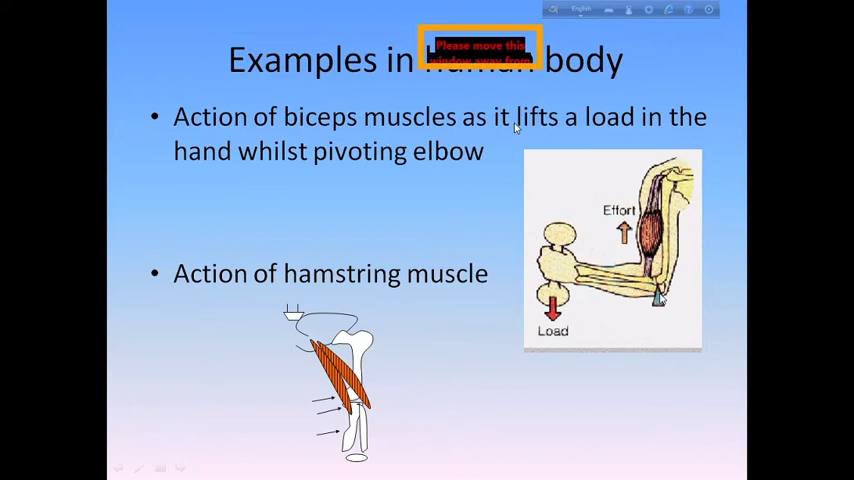 English
Please move this
window away from
Examples in human body
• Action of biceps muscles as it lifts a load in the
hand whilst pivoting elbow
Effort
Load
• Action of hamstring muscle